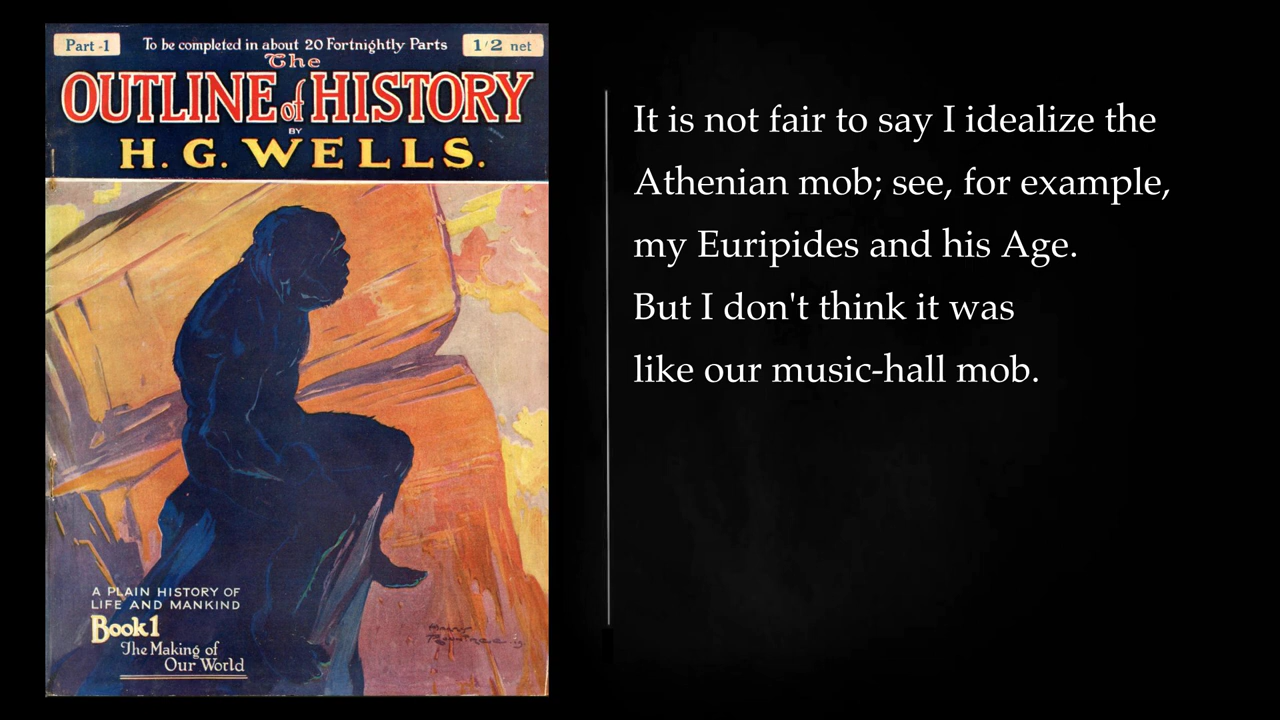 Part -1
To be completed in about 20 Fortnightly Parts
1/2 net
The
OUTLINE of HISTORY
BY
H. G. WELLS.
A PLAIN HISTORY OF
LIFE AND MANKIND
Book 1
The Making of
Our World
It is not fair to say I idealize the
Athenian mob; see, for example,
my Euripides and his Age.
But I don't think it was
like our music-hall mob.